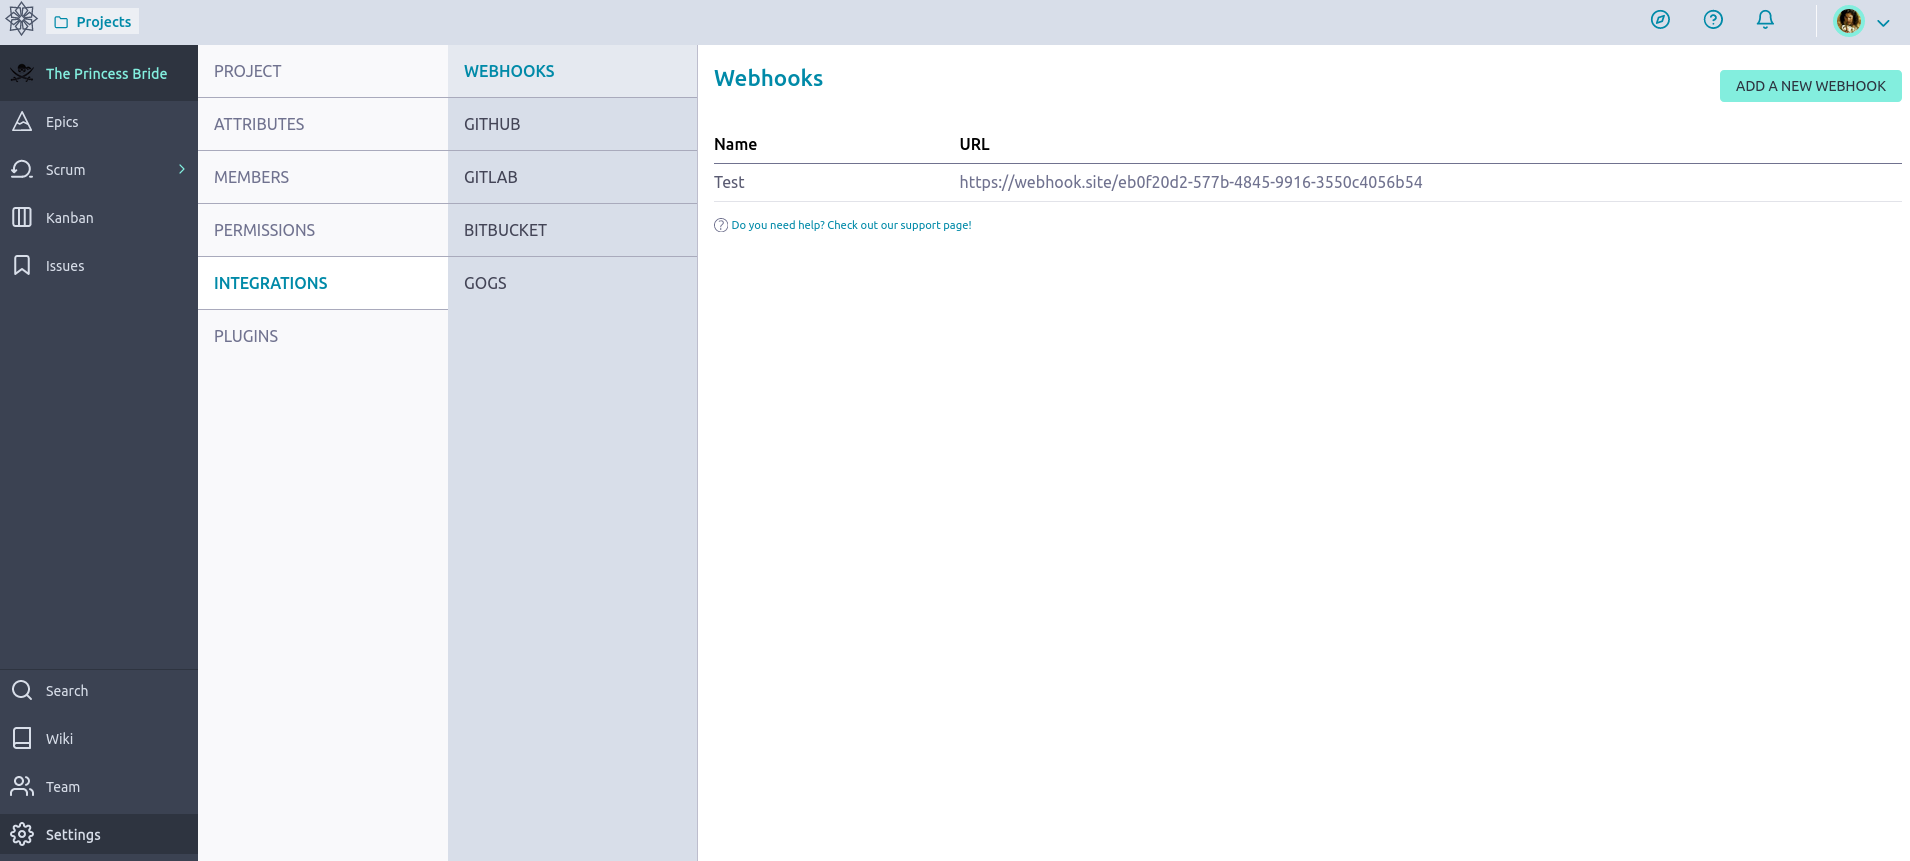 Projects
The Princess Bride
Epics
Scrum
Kanban
Issues
Search
Wiki
Team
Settings
PROJECT
ATTRIBUTES
MEMBERS
PERMISSIONS
INTEGRATIONS
PLUGINS
WEBHOOKS
GITHUB
GITLAB
BITBUCKET
GOGS
Webhooks
ADD A NEW WEBHOOK
Name URL
Test https://webhook.site/eb0f20d2-577b-4845-9916-3550c4056b54
Do you need help? Check out our support page!